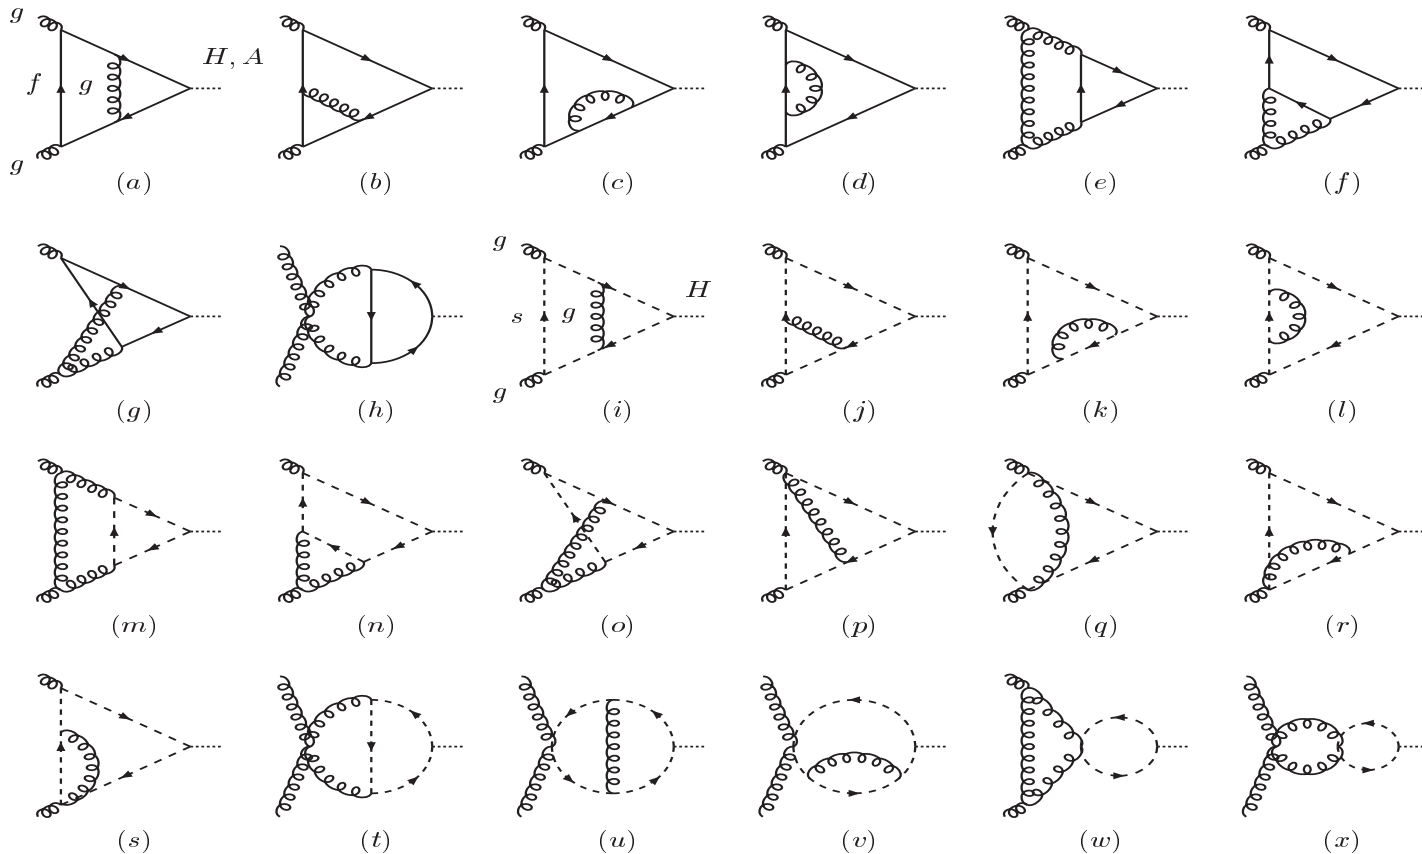 g
H, A
f g
g
(a) (b) (c) (d) (e) (f)
g
H
s g
g
(g) (h) (i) (j) (k) (l)
(m) (n) (o) (p) (q) (r)
(s) (t) (u) (v) (w) (x)